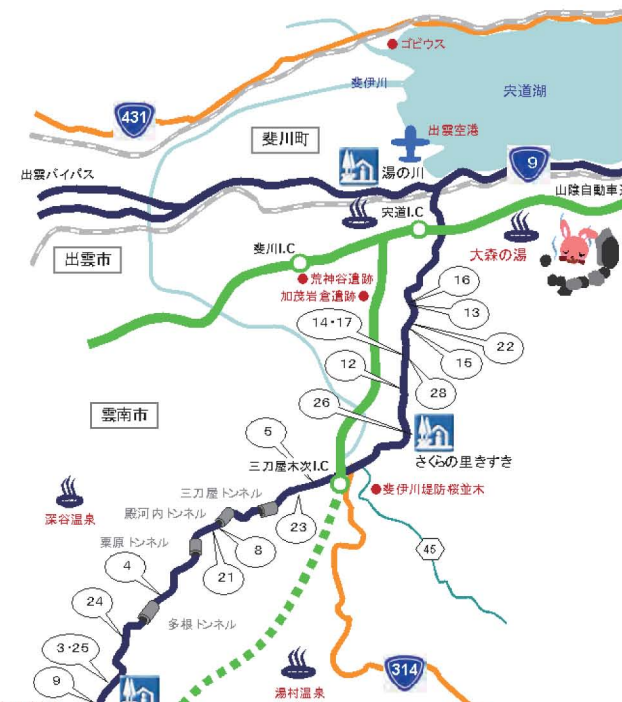 ゴビウス
斐伊川
宍道湖
431
斐川町
出雲空港
9
出雲バイパス
湯の川
山陰自動車道
宍道I.C
出雲市
斐川I.C
大森の湯
荒神谷遺跡
加茂岩倉遺跡
16
13
14・17
22
15
12
28
雲南市
26
5
さくらの里きすき
三刀屋木次I.C
三刀屋トンネル
斐伊川堤防桜並木
殿河内トンネル
深谷温泉
23
粟原トンネル
8
45
21
4
24
多根トンネル
3・25
314
9
湯村温泉